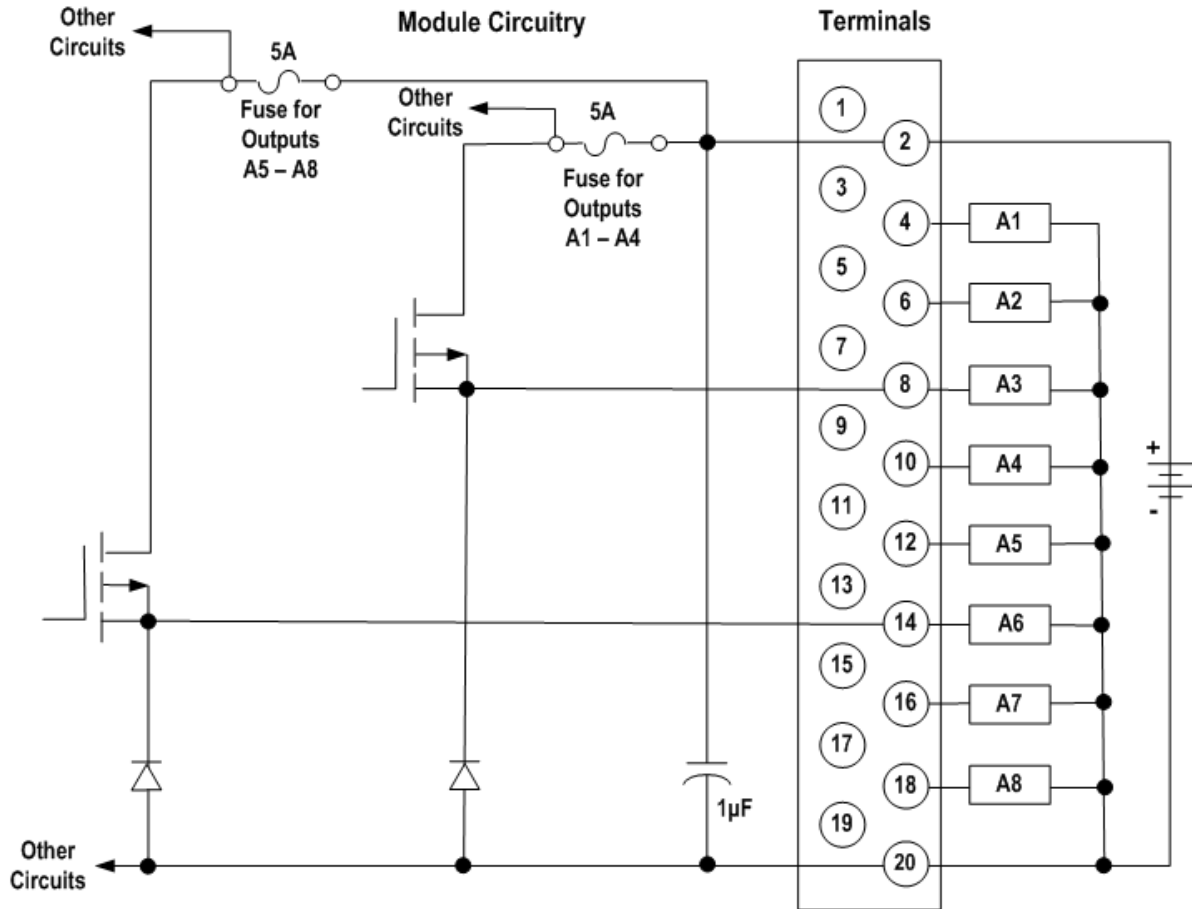 Other
Circuits
Module Circuitry
Terminals
5A
Fuse for
Outputs
A5 – A8
Other
Circuits
5A
Fuse for
Outputs
A1 – A4
1
2
3
4
A1
5
6
A2
7
8
A3
9
10
A4
+
-
11
12
A5
13
14
A6
15
16
A7
17
18
A8
1µF
19
20
Other
Circuits